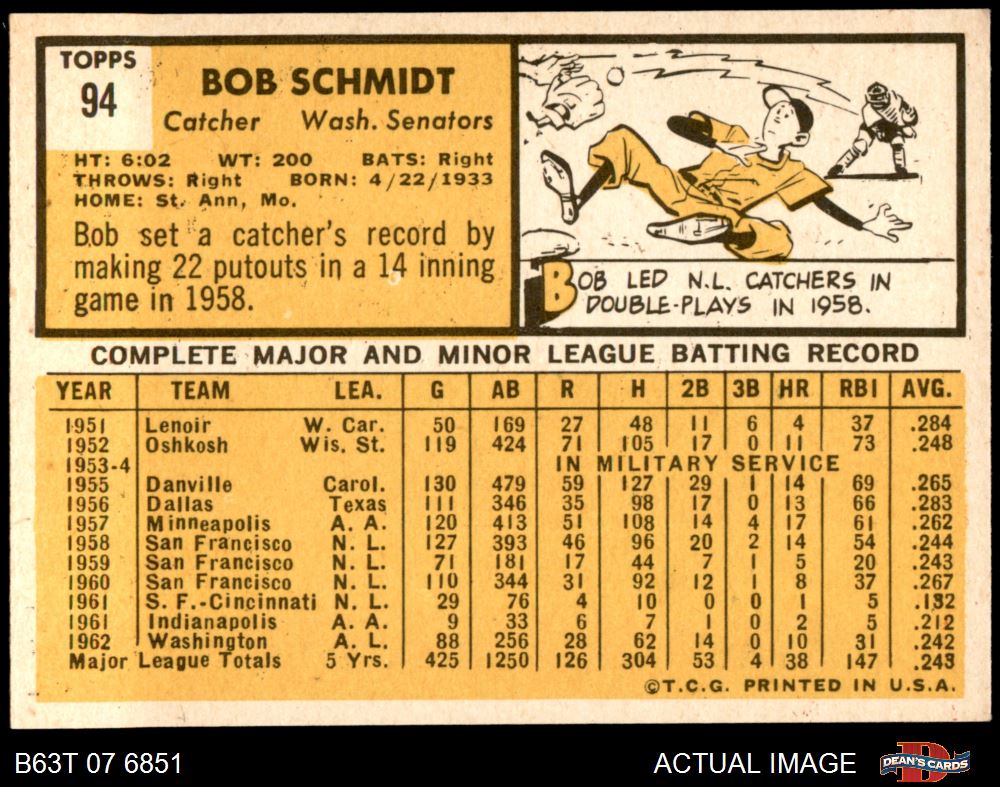 TOPPS
94
BOB SCHMIDT
Catcher Wash. Senators
HT: 6:02 WT: 200 BATS: Right
THROWS: Right BORN: 4/22/1933
HOME: St. Ann, Mo.
Bob set a catcher's record by
making 22 putouts in a 14 inning
game in 1958.
BOB LED N.L. CATCHERS IN
DOUBLE-PLAYS IN 1958.
COMPLETE MAJOR AND MINOR LEAGUE BATTING RECORD
YEAR TEAM LEA. G AB R H 2B 3B HR RBI AVG.
1951 Lenoir W. Car. 50 169 27 48 11 6 4 37 .284
1952 Oshkosh Wis. St. 119 424 71 105 17 0 11 73 .248
1953-4 IN MILITARY SERVICE
1955 Danville Carol. 130 479 59 127 29 1 14 69 .265
1956 Dallas Texas 111 346 35 98 17 0 13 66 .283
1957 Minneapolis A. A. 120 413 51 108 14 4 17 61 .262
1958 San Francisco N. L. 127 393 46 96 20 2 14 54 .244
1959 San Francisco N. L. 71 181 17 44 7 1 5 20 .243
1960 San Francisco N. L. 110 344 31 92 12 1 8 37 .267
1961 S. F.-Cincinnati N. L. 29 76 4 10 0 0 1 5 .132
1961 Indianapolis A. A. 9 33 6 7 1 0 2 5 .212
1962 Washington A. L. 88 256 28 62 14 0 10 31 .242
Major League Totals 5 Yrs. 425 1250 126 304 53 4 38 147 .243
©T.C.G. PRINTED IN U.S.A.
B63T 07 6851 ACTUAL IMAGE DEAN'S CARDS